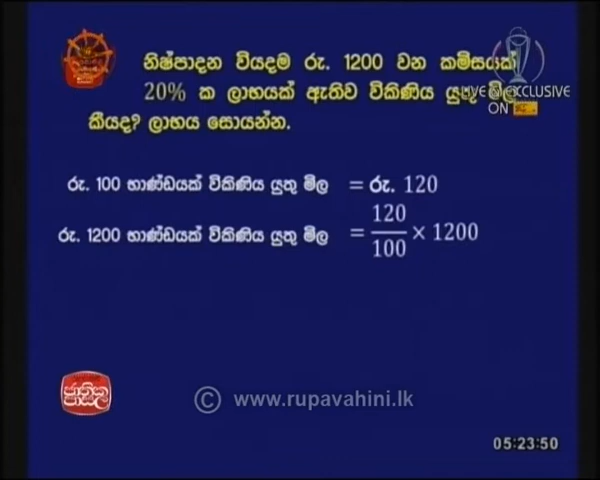 නිෂ්පාදන වියදම රු. 1200 වන කමිසයක්
20% ක ලාභයක් ඇතිව විකිණිය යුතු මිල
කීයද? ලාභය සොයන්න.
LIVE & EXCLUSIVE
ON
රු. 100 භාණ්ඩයක් විකිණිය යුතු මිල = රු. 120
රු. 1200 භාණ්ඩයක් විකිණිය යුතු මිල = 120/100 × 1200
ජාතික
පාසල
© www.rupavahini.lk
05:23:50